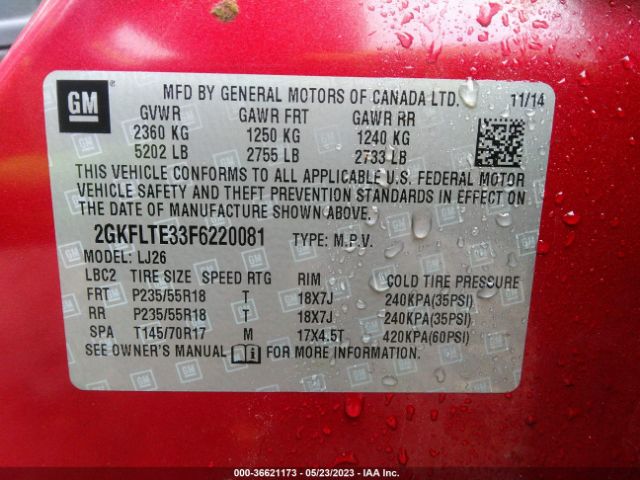 GM
MFD BY GENERAL MOTORS OF CANADA LTD. 11/14
GVWR GAWR FRT GAWR RR
2360 KG 1250 KG 1240 KG
5202 LB 2755 LB 2733 LB
THIS VEHICLE CONFORMS TO ALL APPLICABLE U.S. FEDERAL MOTOR
VEHICLE SAFETY AND THEFT PREVENTION STANDARDS IN EFFECT ON
THE DATE OF MANUFACTURE SHOWN ABOVE.
2GKFLTE33F6220081 TYPE: M.P.V.
MODEL: LJ26
LBC2 TIRE SIZE SPEED RTG RIM COLD TIRE PRESSURE
FRT P235/55R18 T 18X7J 240KPA(35PSI)
RR P235/55R18 T 18X7J 240KPA(35PSI)
SPA T145/70R17 M 17X4.5T 420KPA(60PSI)
SEE OWNER'S MANUAL FOR MORE INFORMATION.
000-36621173 - 05/23/2023 - IAA Inc.